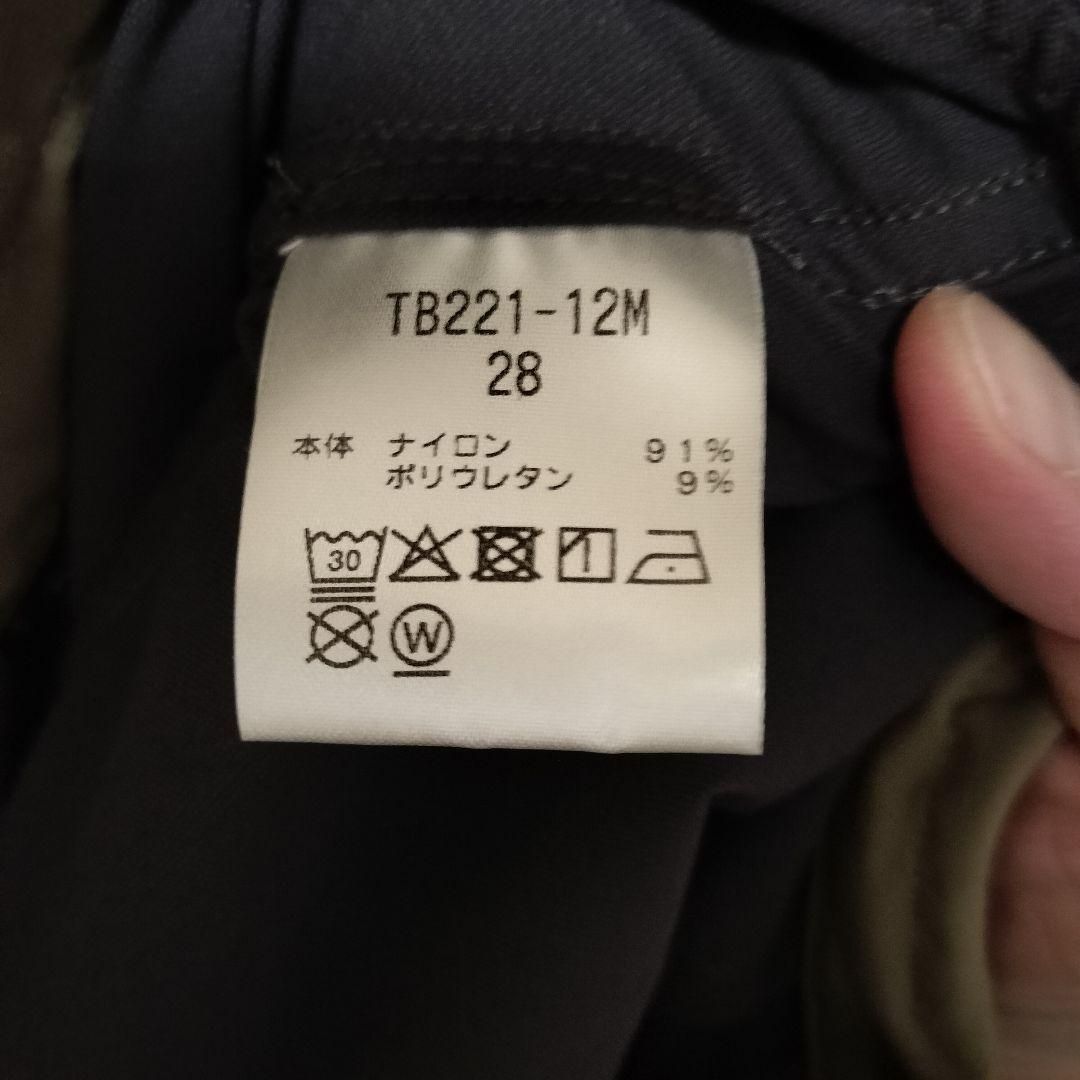 TB221-12M
28
本体 ナイロン 91%
ポリウレタン 9%
30
W